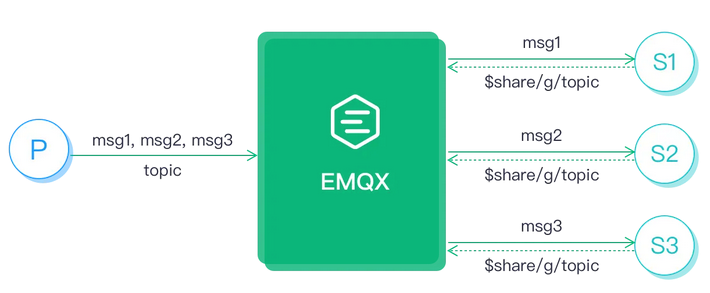 P
msg1, msg2, msg3
topic
EMQX
msg1
$share/g/topic
S1
msg2
$share/g/topic
S2
msg3
$share/g/topic
S3